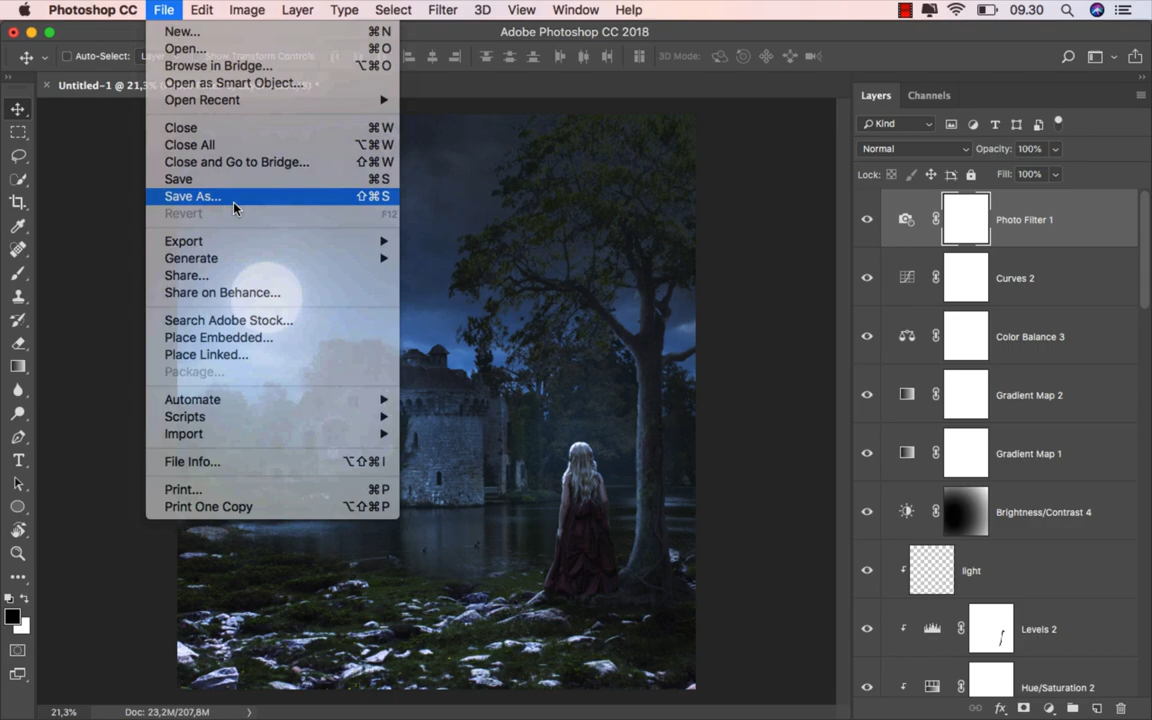 Photoshop CC File Edit Image Layer Type Select Filter 3D View Window Help 09.30
Adobe Photoshop CC 2018
Auto-Select: Show Transform Controls 3D Mode:
Untitled-1 @ 21,3%
New... ⌘N
Open... ⌘O
Browse in Bridge... ⌥⌘O
Open as Smart Object...
Open Recent
Close ⌘W
Close All ⌥⌘W
Close and Go to Bridge... ⇧⌘W
Save ⌘S
Save As... ⇧⌘S
Revert F12
Export
Generate
Share...
Share on Behance...
Search Adobe Stock...
Place Embedded...
Place Linked...
Package...
Automate
Scripts
Import
File Info... ⌥⇧⌘I
Print... ⌘P
Print One Copy ⌥⇧⌘P
Layers Channels
Kind
Normal Opacity: 100%
Lock: Fill: 100%
Photo Filter 1
Curves 2
Color Balance 3
Gradient Map 2
Gradient Map 1
Brightness/Contrast 4
light
Levels 2
Hue/Saturation 2
21,3% Doc: 23,2M/207,8M